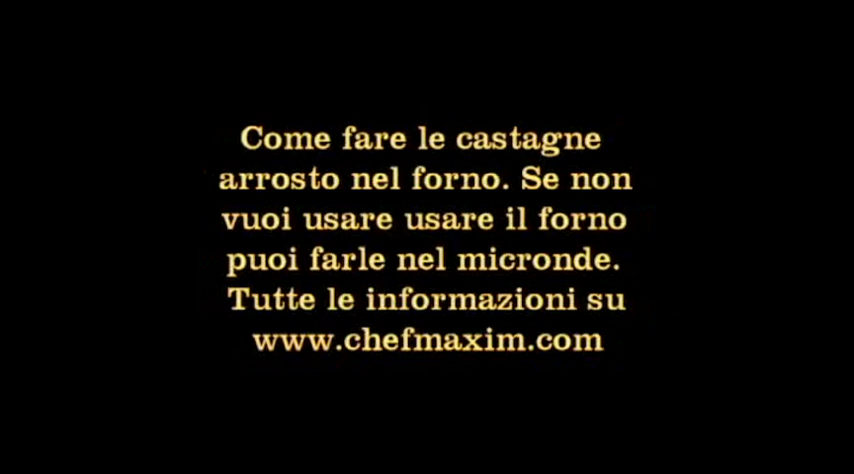 Come fare le castagne
arrosto nel forno. Se non
vuoi usare usare il forno
puoi farle nel micronde.
Tutte le informazioni su
www.chefmaxim.com